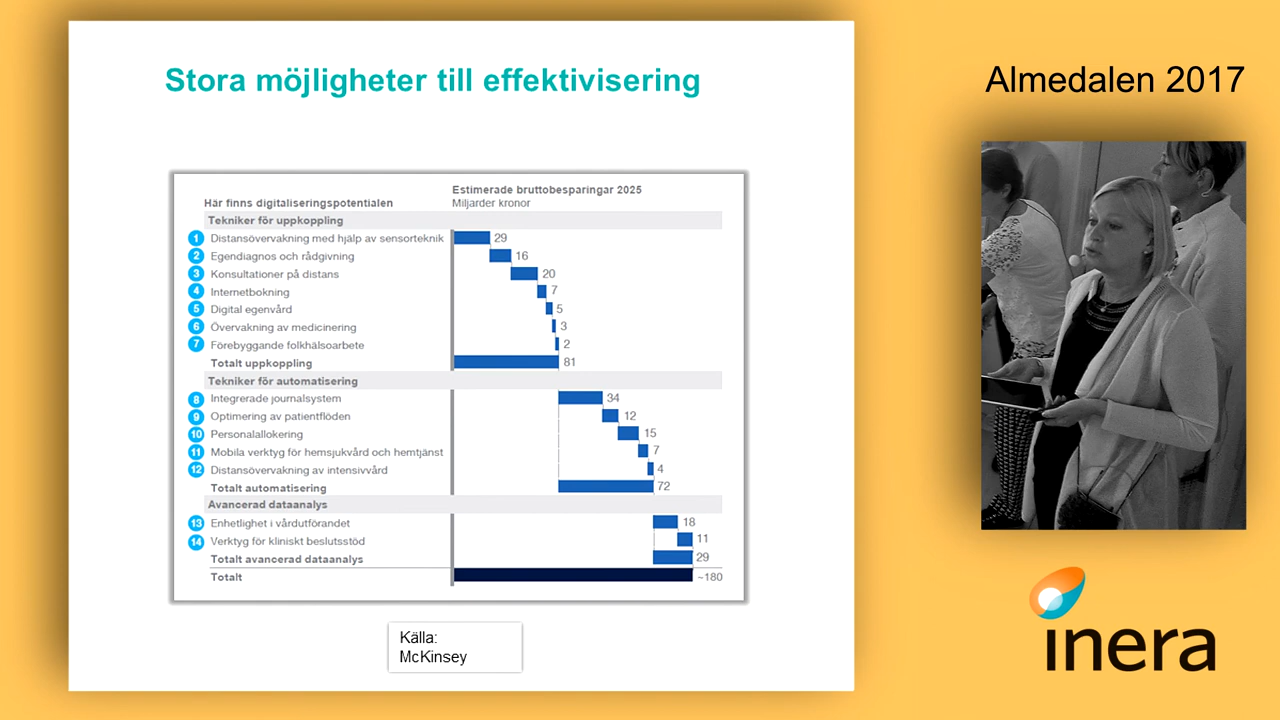 Stora möjligheter till effektivisering
Almedalen 2017
Estimerade bruttobesparingar 2025
Här finns digitaliseringspotentialen Miljarder kronor
Tekniker för uppkoppling
1 Distansövervakning med hjälp av sensorteknik 29
2 Egendiagnos och rådgivning 16
3 Konsultationer på distans 20
4 Internetbokning 7
5 Digital egenvård 5
6 Övervakning av medicinering 3
7 Förebyggande folkhälsoarbete 2
Totalt uppkoppling 81
Tekniker för automatisering
8 Integrerade journalsystem 34
9 Optimering av patientflöden 12
10 Personalallokering 15
11 Mobila verktyg för hemsjukvård och hemtjänst 7
12 Distansövervakning av intensivvård 4
Totalt automatisering 72
Avancerad dataanalys
13 Enhetlighet i vårdutförandet 18
14 Verktyg för kliniskt beslutsstöd 11
Totalt avancerad dataanalys 29
Totalt ~180
Källa:
McKinsey
inera